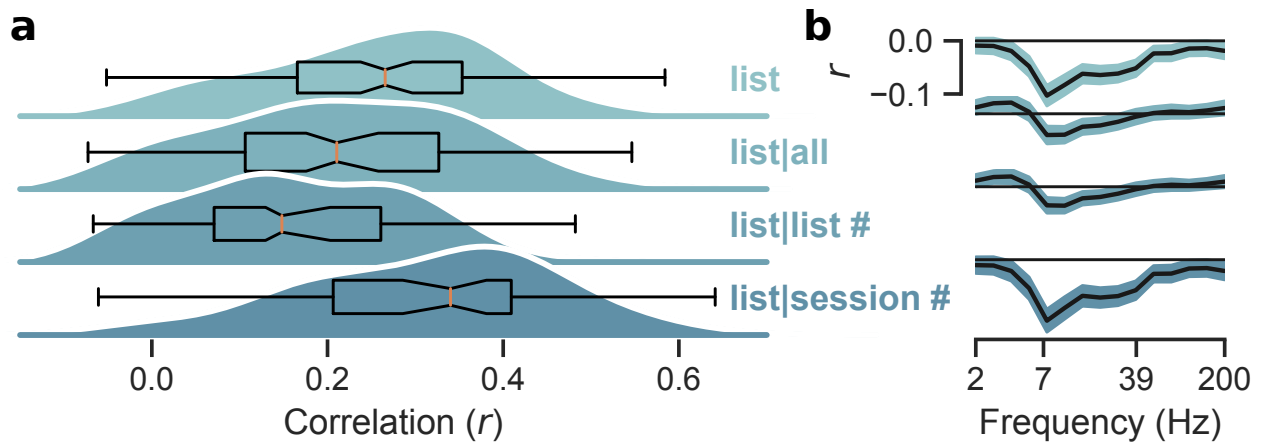 a
list
list|all
list|list #
list|session #
0.0 0.2 0.4 0.6
Correlation (r)
b
r
0.0
−0.1
2 7 39 200
Frequency (Hz)